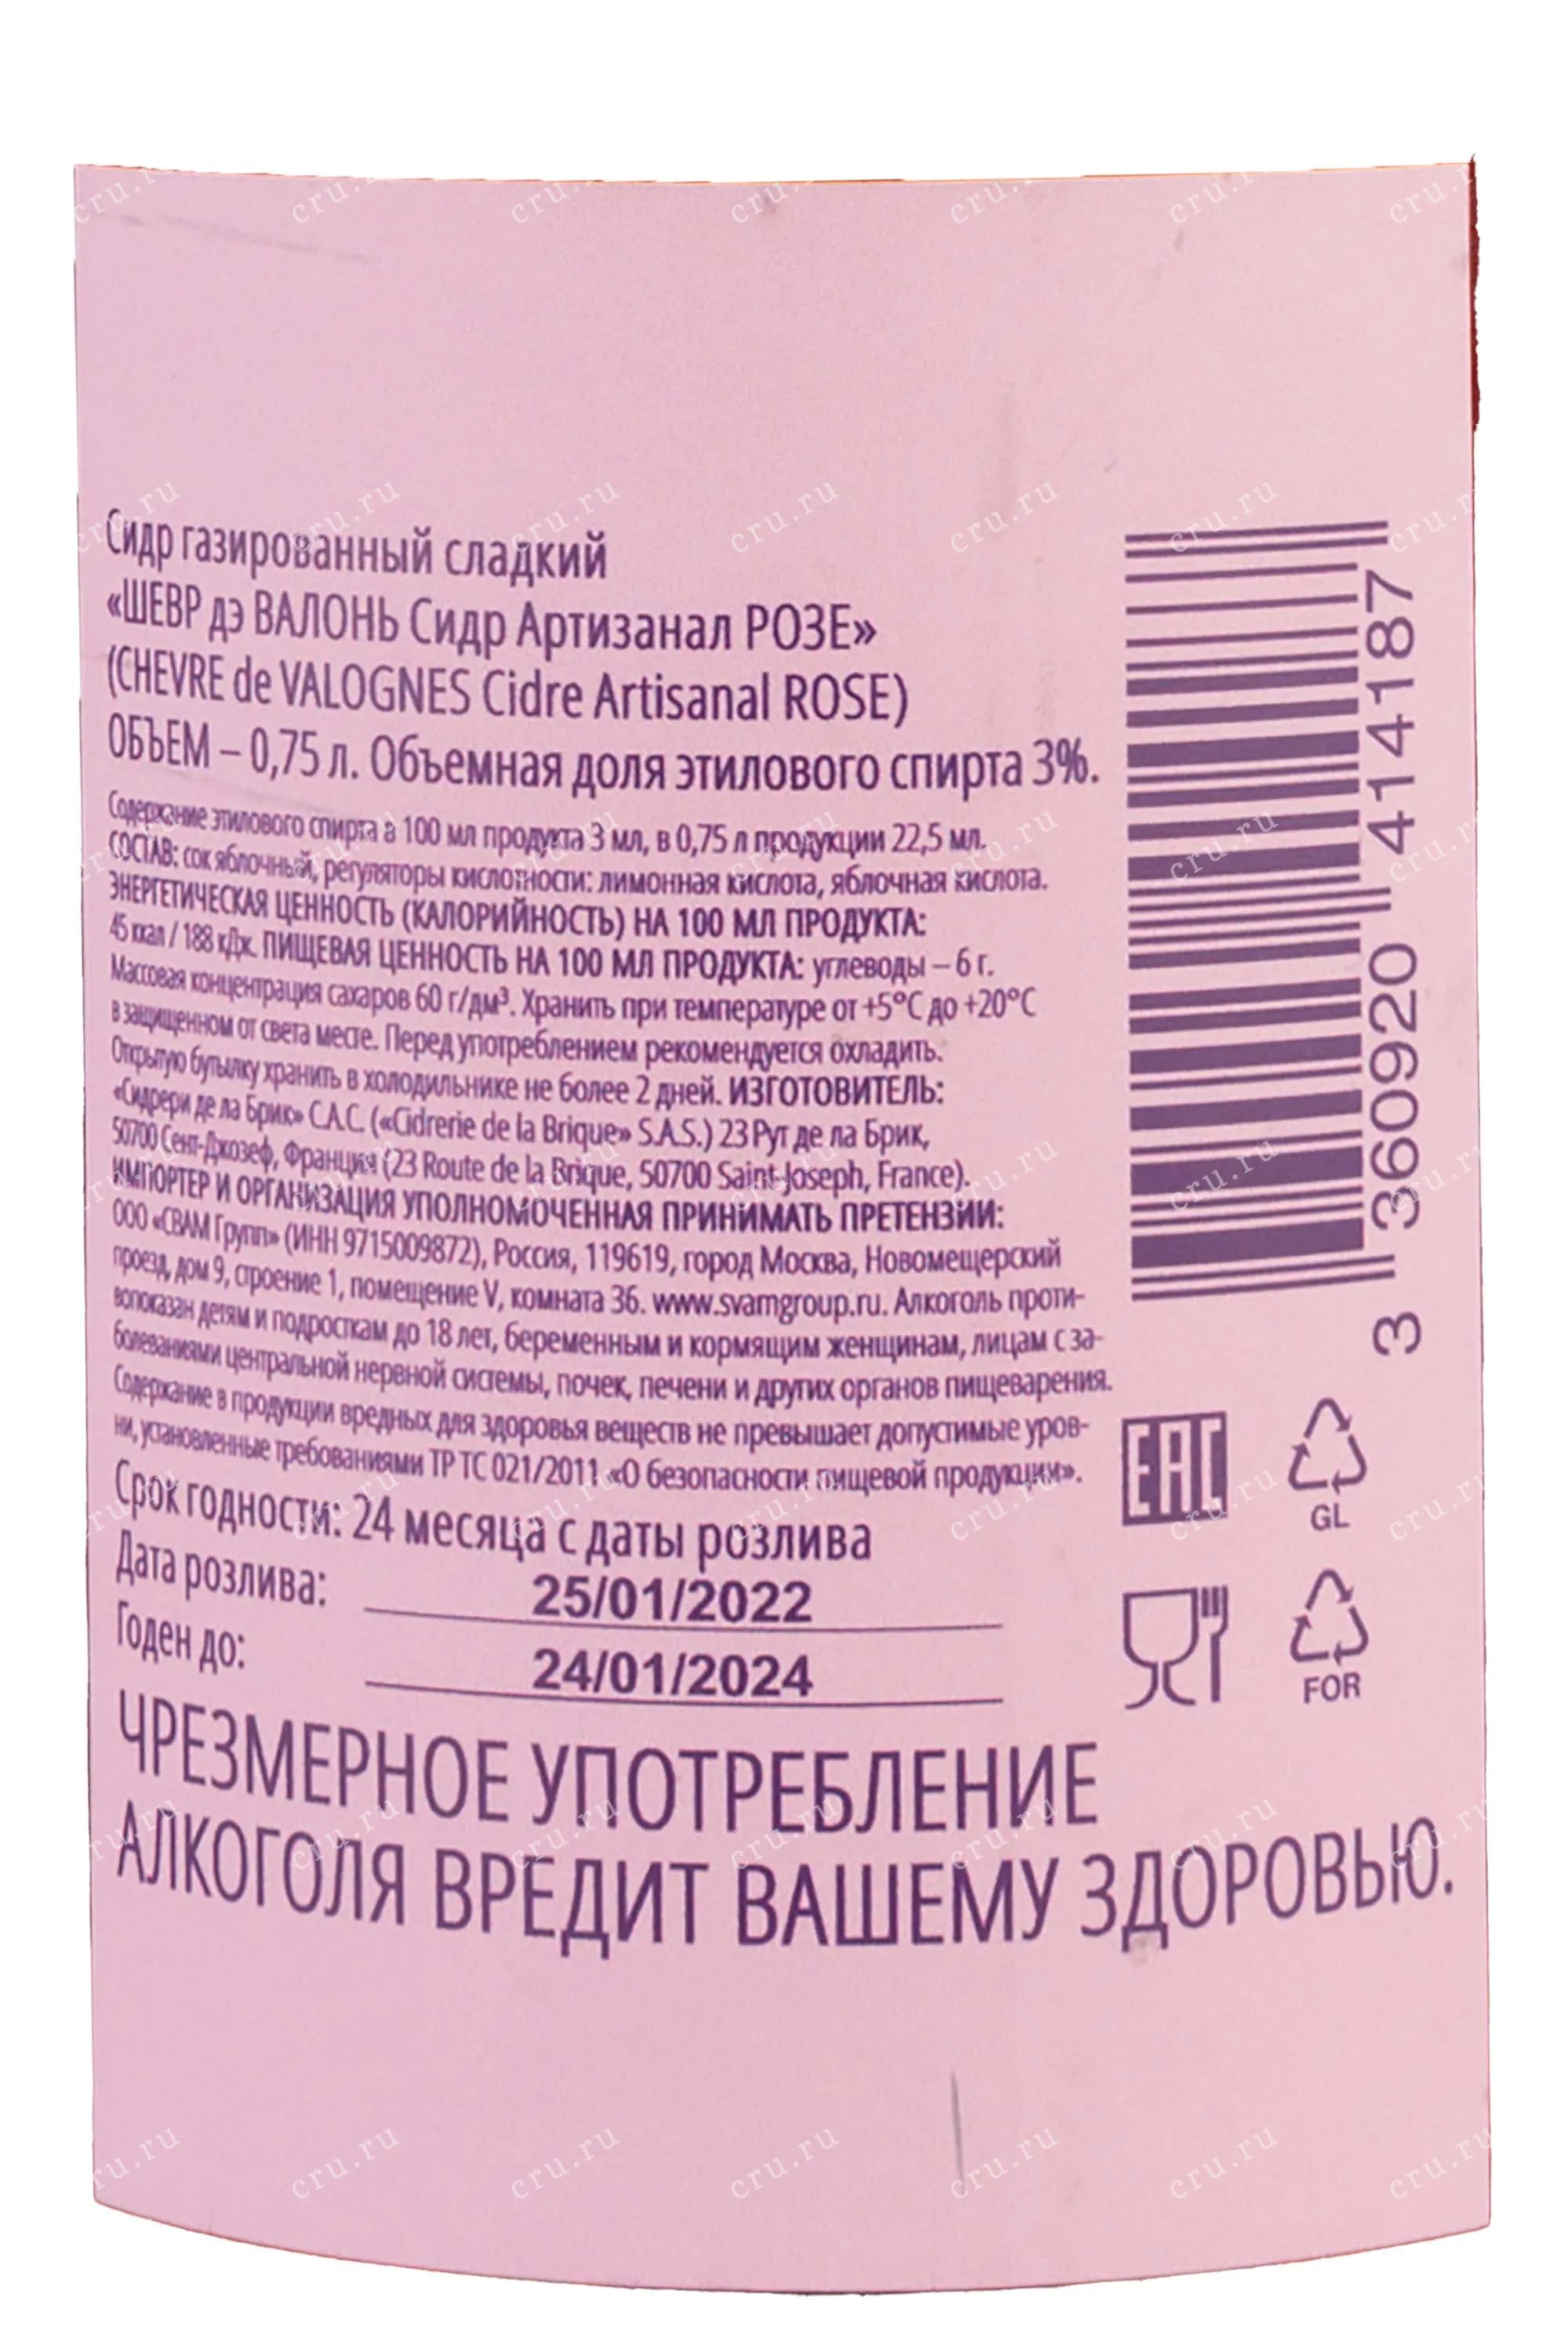 Сидр газированный сладкий
«ШЕВР дэ ВАЛОНЬ Сидр Артизанал РОЗЕ»
(CHEVRE de VALOGNES Cidre Artisanal ROSE)
ОБЪЕМ – 0,75 л. Объемная доля этилового спирта 3%.
Содержание этилового спирта в 100 мл продукта 3 мл, в 0,75 л продукции 22,5 мл.
СОСТАВ: сок яблочный, регуляторы кислотности: лимонная кислота, яблочная кислота.
ЭНЕРГЕТИЧЕСКАЯ ЦЕННОСТЬ (КАЛОРИЙНОСТЬ) НА 100 МЛ ПРОДУКТА:
45 ккал / 188 кДж. ПИЩЕВАЯ ЦЕННОСТЬ НА 100 МЛ ПРОДУКТА: углеводы – 6 г.
Массовая концентрация сахаров 60 г/дм³. Хранить при температуре от +5°С до +20°С
в защищенном от света месте. Перед употреблением рекомендуется охладить.
Открытую бутылку хранить в холодильнике не более 2 дней. ИЗГОТОВИТЕЛЬ:
«Сидрери де ла Брик» С.А.С. («Cidrerie de la Brique» S.A.S.) 23 Рут де ла Брик,
50700 Сент-Джозеф, Франция (23 Route de la Brique, 50700 Saint-Joseph, France).
ИМПОРТЕР И ОРГАНИЗАЦИЯ УПОЛНОМОЧЕННАЯ ПРИНИМАТЬ ПРЕТЕНЗИИ:
ООО «СВАМ Групп» (ИНН 9715009872), Россия, 119619, город Москва, Новомещерский
проезд, дом 9, строение 1, помещение V, комната 36. www.svamgroup.ru. Алкоголь проти-
вопоказан детям и подросткам до 18 лет, беременным и кормящим женщинам, лицам с за-
болеваниями центральной нервной системы, почек, печени и других органов пищеварения.
Содержание в продукции вредных для здоровья веществ не превышает допустимые уров-
ни, установленные требованиями ТР ТС 021/2011 «О безопасности пищевой продукции».
Срок годности: 24 месяца с даты розлива
Дата розлива: 25/01/2022
Годен до: 24/01/2024
ЧРЕЗМЕРНОЕ УПОТРЕБЛЕНИЕ
АЛКОГОЛЯ ВРЕДИТ ВАШЕМУ ЗДОРОВЬЮ.
3 360920 414187
EAC
GL
FOR
cru.ru